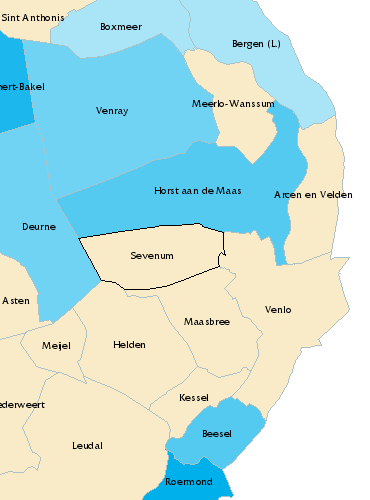 Sint Anthonis
Boxmeer
Bergen (L.)
ert-Bakel
Venray
Meerlo-Wanssum
Horst aan de Maas
Arcen en Velden
Deurne
Sevenum
Asten
Venlo
Maasbree
Meijel
Helden
Kessel
ederweert
Beesel
Leudal
Roermond